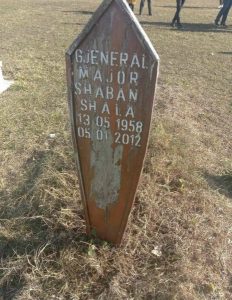 GJENERAL
MAJOR
SHABAN
SHALA
13 05 1958
05 01 2012